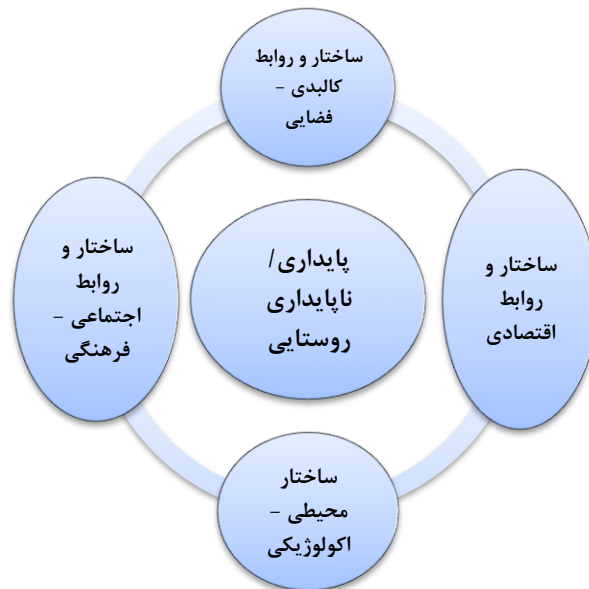 ساختار و روابط
کالبدی –
فضایی
ساختار و
روابط
اقتصادی
پایداری/
ناپایداری
روستایی
ساختار و
روابط
اجتماعی –
فرهنگی
ساختار
محیطی –
اکولوژیکی